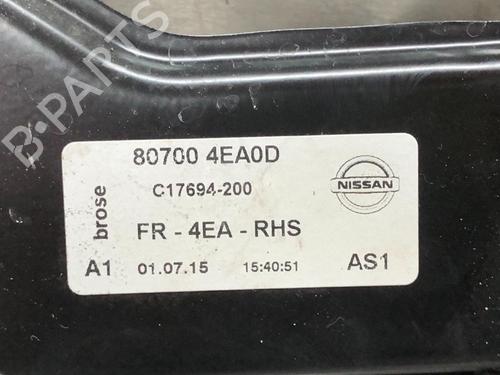 B-PARTS
brose
80700 4EA0D
C17694-200
NISSAN
FR - 4EA - RHS
A1 01.07.15 15:40:51 AS1